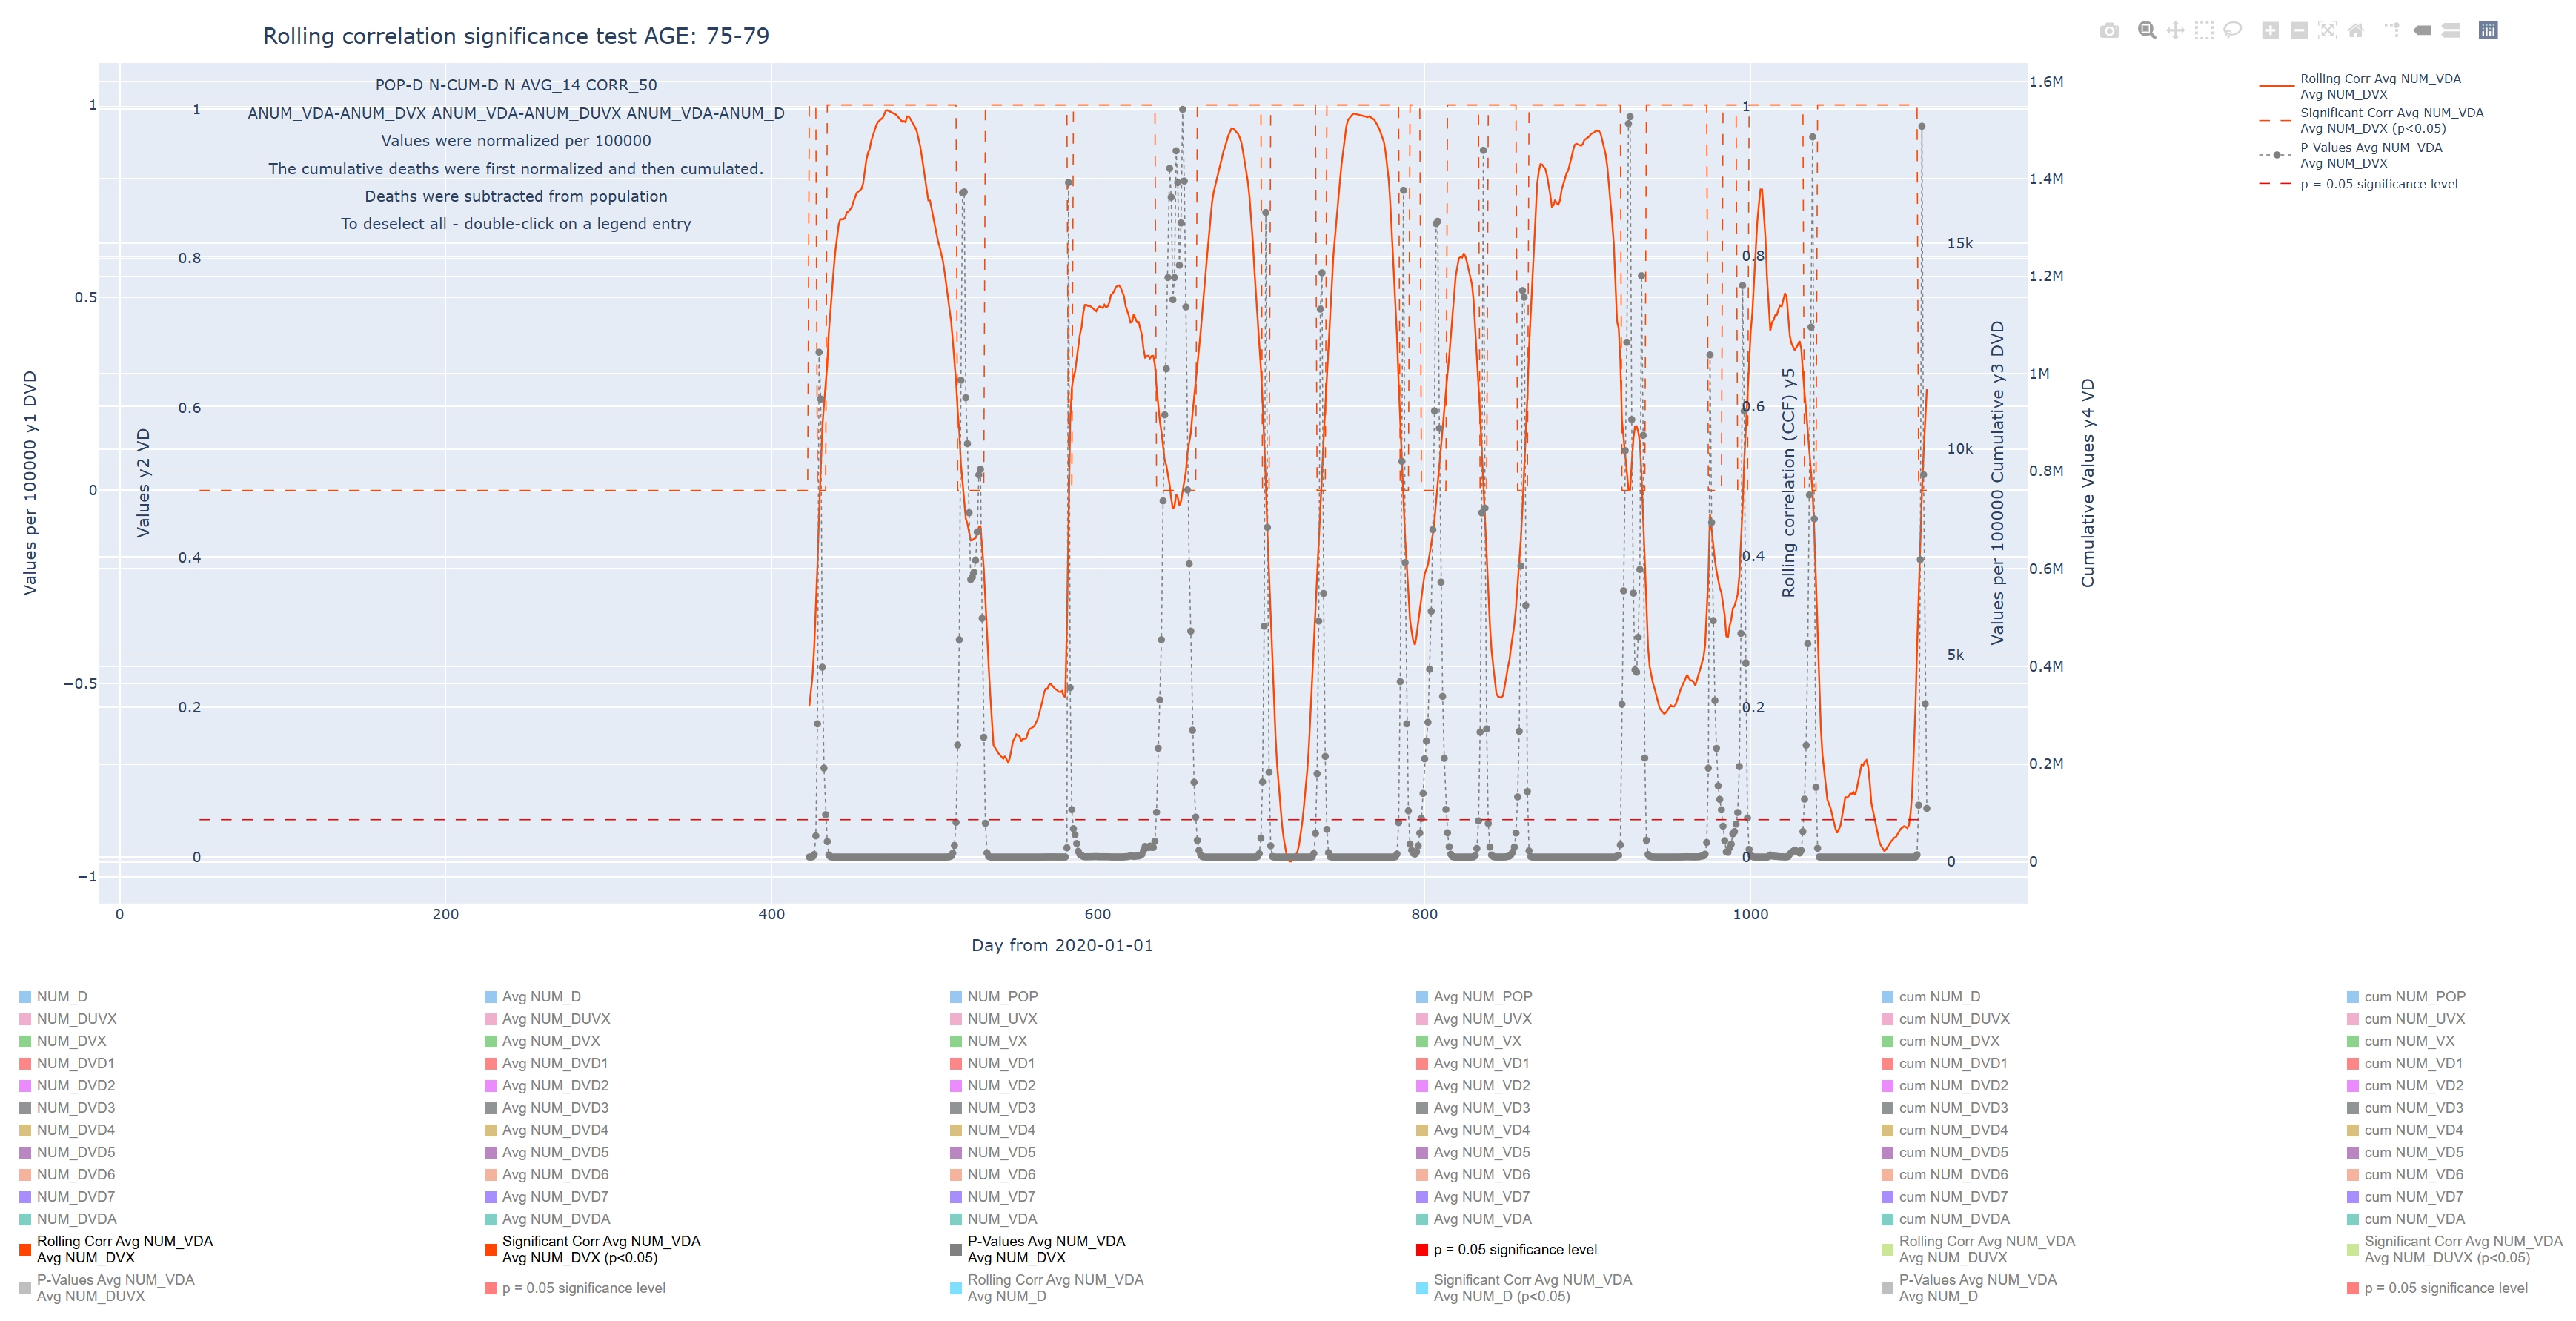 Rolling correlation significance test AGE: 75-79
POP-D N-CUM-D N AVG_14 CORR_50
ANUM_VDA-ANUM_DVX ANUM_VDA-ANUM_DUVX ANUM_VDA-ANUM_D
Values were normalized per 100000
The cumulative deaths were first normalized and then cumulated.
Deaths were subtracted from population
To deselect all - double-click on a legend entry
Rolling Corr Avg NUM_VDA
Avg NUM_DVX
Significant Corr Avg NUM_VDA
Avg NUM_DVX (p<0.05)
P-Values Avg NUM_VDA
Avg NUM_DVX
p = 0.05 significance level
Values per 100000 y1 DVD
1
0.5
0
−0.5
−1
Values y2 VD
1
0.8
0.6
0.4
0.2
0
Rolling correlation (CCF) y5
1
0.8
0.6
0.4
0.2
0
Values per 100000 Cumulative y3 DVD
15k
10k
5k
0
Cumulative Values y4 VD
1.6M
1.4M
1.2M
1M
0.8M
0.6M
0.4M
0.2M
0
0 200 400 600 800 1000
Day from 2020-01-01
NUM_D Avg NUM_D NUM_POP Avg NUM_POP cum NUM_D cum NUM_POP
NUM_DUVX Avg NUM_DUVX NUM_UVX Avg NUM_UVX cum NUM_DUVX cum NUM_UVX
NUM_DVX Avg NUM_DVX NUM_VX Avg NUM_VX cum NUM_DVX cum NUM_VX
NUM_DVD1 Avg NUM_DVD1 NUM_VD1 Avg NUM_VD1 cum NUM_DVD1 cum NUM_VD1
NUM_DVD2 Avg NUM_DVD2 NUM_VD2 Avg NUM_VD2 cum NUM_DVD2 cum NUM_VD2
NUM_DVD3 Avg NUM_DVD3 NUM_VD3 Avg NUM_VD3 cum NUM_DVD3 cum NUM_VD3
NUM_DVD4 Avg NUM_DVD4 NUM_VD4 Avg NUM_VD4 cum NUM_DVD4 cum NUM_VD4
NUM_DVD5 Avg NUM_DVD5 NUM_VD5 Avg NUM_VD5 cum NUM_DVD5 cum NUM_VD5
NUM_DVD6 Avg NUM_DVD6 NUM_VD6 Avg NUM_VD6 cum NUM_DVD6 cum NUM_VD6
NUM_DVD7 Avg NUM_DVD7 NUM_VD7 Avg NUM_VD7 cum NUM_DVD7 cum NUM_VD7
NUM_DVDA Avg NUM_DVDA NUM_VDA Avg NUM_VDA cum NUM_DVDA cum NUM_VDA
Rolling Corr Avg NUM_VDA Significant Corr Avg NUM_VDA P-Values Avg NUM_VDA p = 0.05 significance level Rolling Corr Avg NUM_VDA Significant Corr Avg NUM_VDA
Avg NUM_DVX Avg NUM_DVX (p<0.05) Avg NUM_DVX Avg NUM_DUVX Avg NUM_DUVX (p<0.05)
P-Values Avg NUM_VDA p = 0.05 significance level Rolling Corr Avg NUM_VDA Significant Corr Avg NUM_VDA P-Values Avg NUM_VDA p = 0.05 significance level
Avg NUM_DUVX Avg NUM_D Avg NUM_D (p<0.05) Avg NUM_D